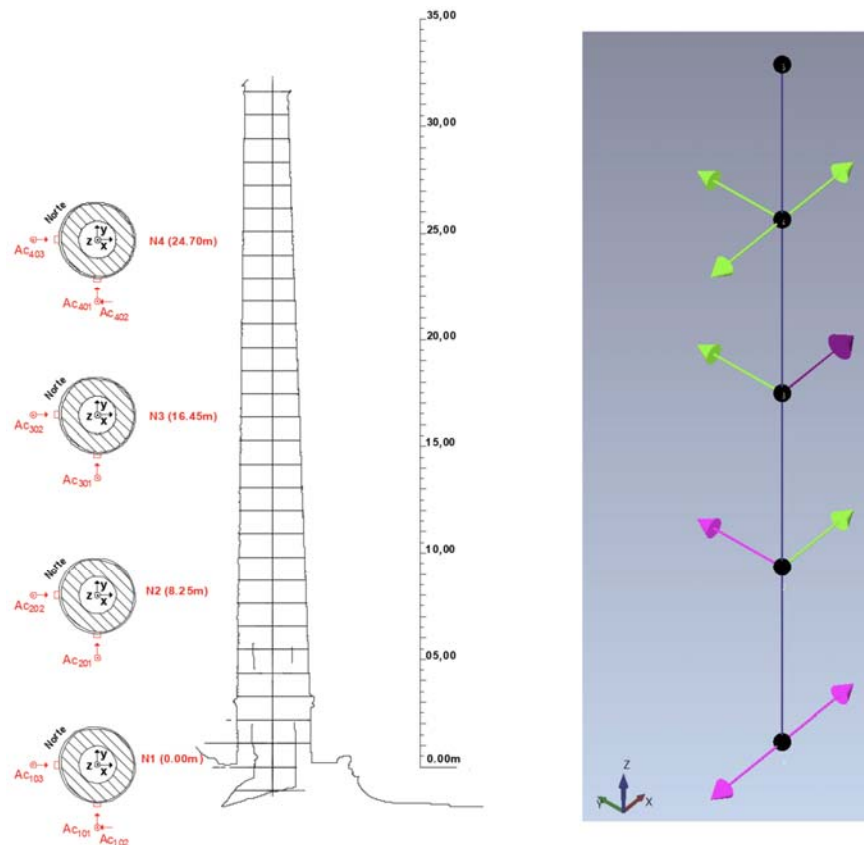 35,00
30,00
25,00
20,00
15,00
10,00
05,00
0.00m
Norte
y
z x
Ac403
N4 (24.70m)
Ac401
Ac402
Norte
y
z x
Ac302
N3 (16.45m)
Ac301
Norte
y
z x
Ac202
N2 (8.25m)
Ac201
Norte
y
z x
Ac103
N1 (0.00m)
Ac101
Ac102
Z
Y
X